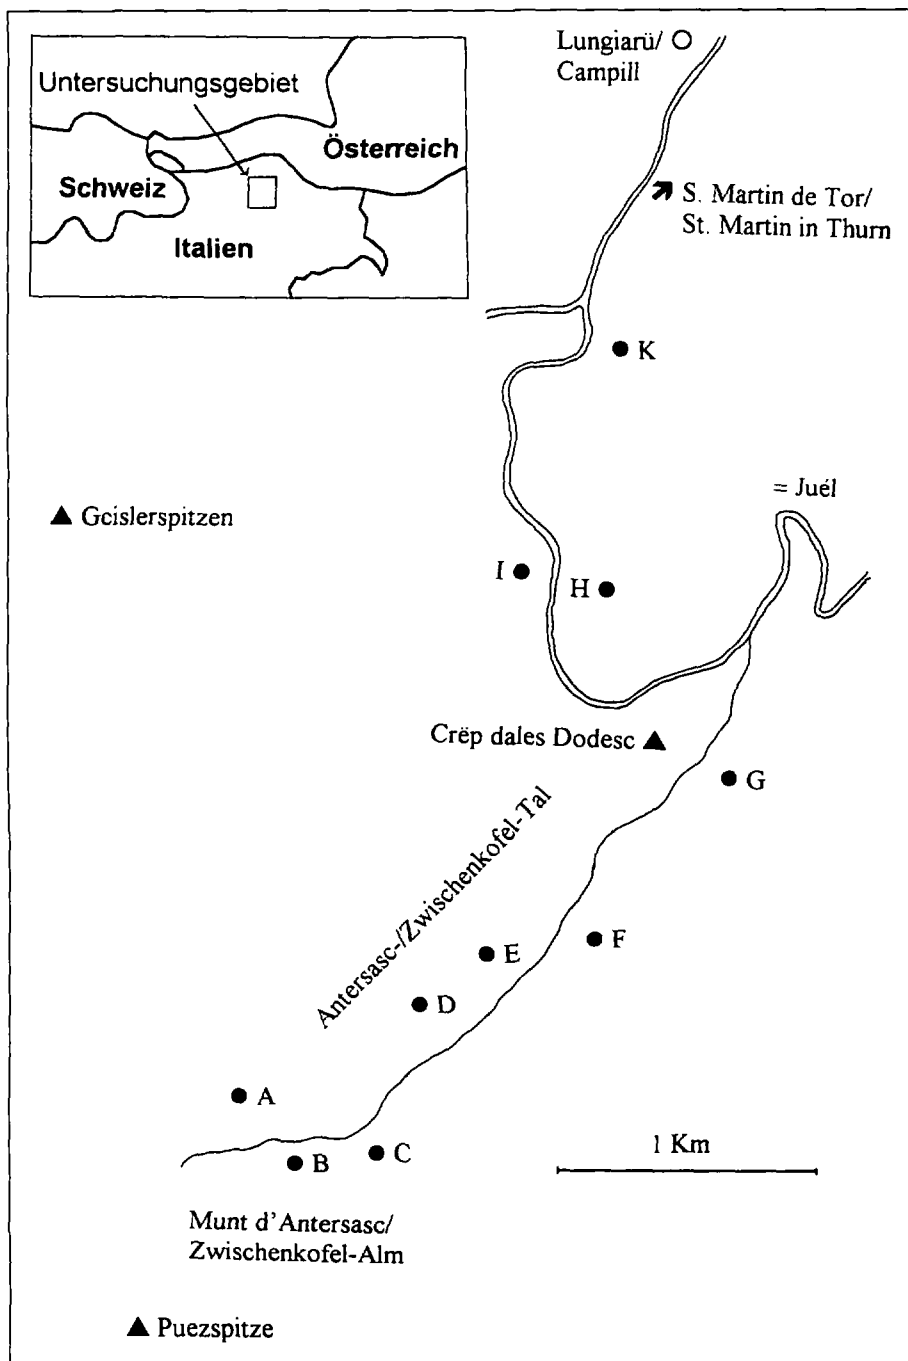 Untersuchungsgebiet
Österreich
Schweiz
Italien
Lungiarü/
Campill
S. Martin de Tor/
St. Martin in Thurn
K
= Juél
Geislerspitzen
I
H
Crëp dales Dodesc
G
Antersasc-/Zwischenkofel-Tal
F
E
D
A
1 Km
B
C
Munt d'Antersasc/
Zwischenkofel-Alm
Puezspitze